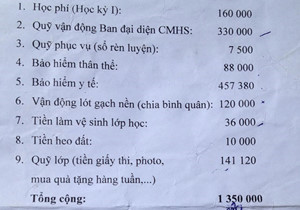 1. Học phí (Học kỳ I): 160 000
2. Quỹ vận động Ban đại diện CMHS: 330 000
3. Quỹ phục vụ (sổ rèn luyện): 7 500
4. Bảo hiểm thân thể: 88 000
5. Bảo hiểm y tế: 457 380
6. Vận động lót gạch nền (chia bình quân): 120 000
7. Tiền làm vệ sinh lớp học: 36 000
8. Tiền heo đất: 10 000
9. Quỹ lớp (tiền giấy thi, photo, 141 120
mua quà tặng hàng tuần,...)
Tổng cộng: 1 350 000